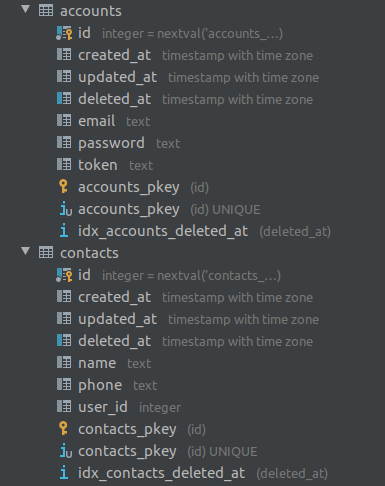 accounts
id integer = nextval('accounts_...)
created_at timestamp with time zone
updated_at timestamp with time zone
deleted_at timestamp with time zone
email text
password text
token text
accounts_pkey (id)
accounts_pkey (id) UNIQUE
idx_accounts_deleted_at (deleted_at)
contacts
id integer = nextval('contacts_...)
created_at timestamp with time zone
updated_at timestamp with time zone
deleted_at timestamp with time zone
name text
phone text
user_id integer
contacts_pkey (id)
contacts_pkey (id) UNIQUE
idx_contacts_deleted_at (deleted_at)